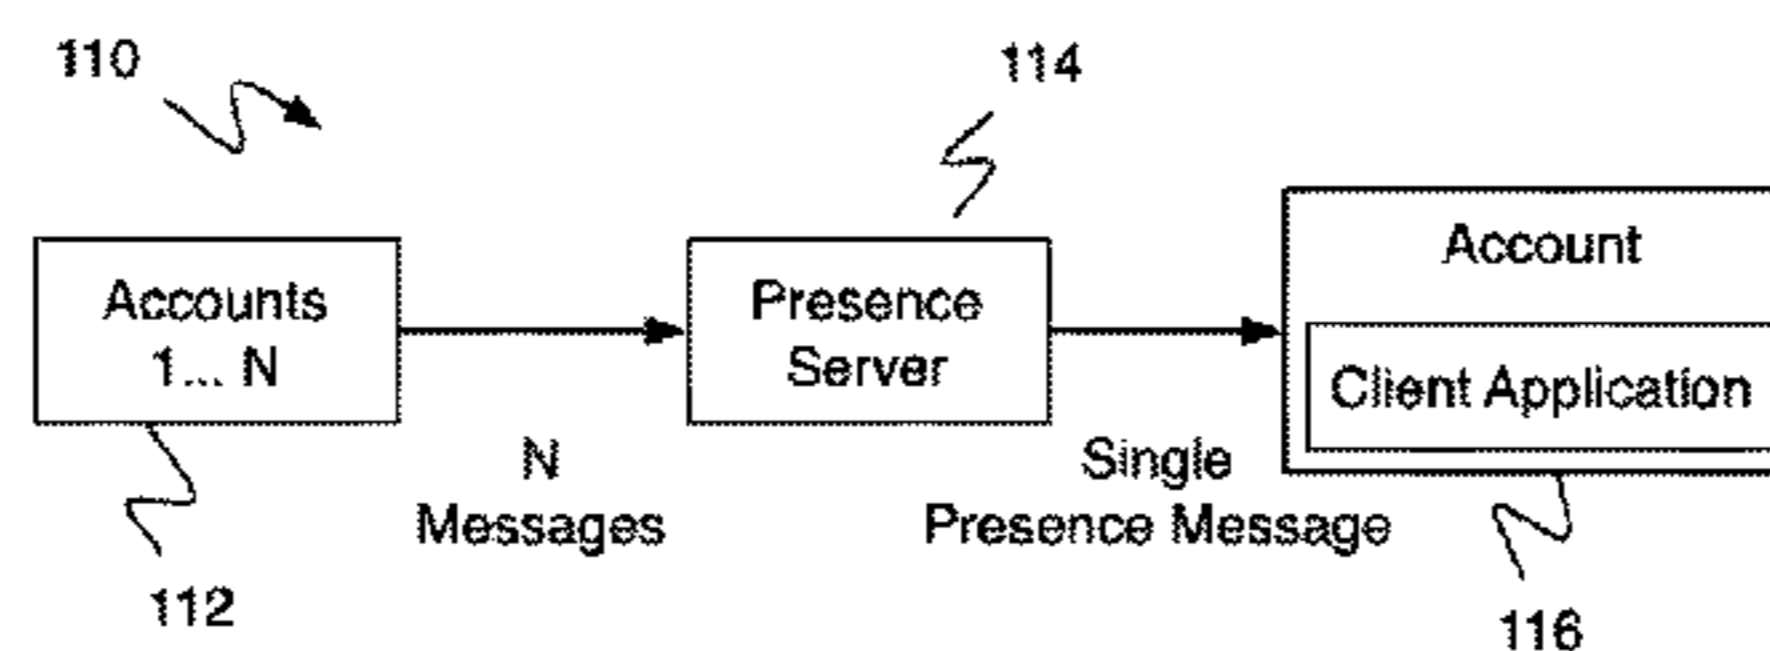 110
114
Account
Accounts
1... N
Presence
Server
Client Application
N
Messages
Single
Presence Message
112
116